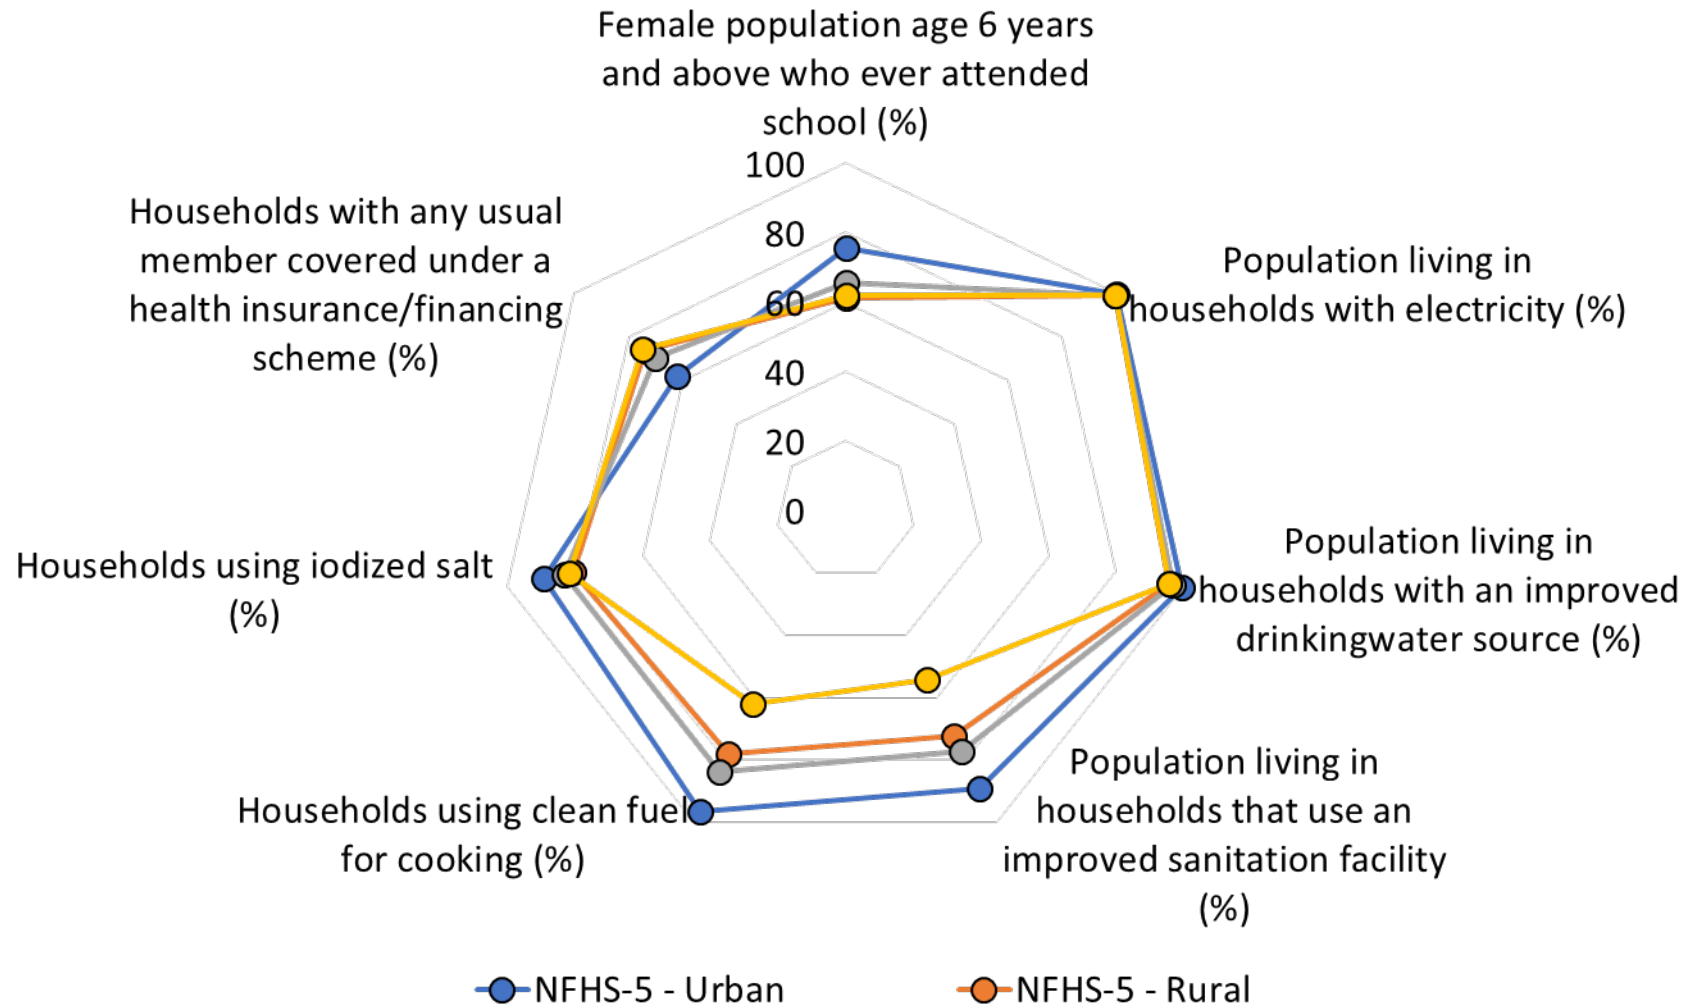 Female population age 6 years
and above who ever attended
school (%)
100
80
60
40
20
0
Population living in
households with electricity (%)
Population living in
households with an improved
drinkingwater source (%)
Population living in
households that use an
improved sanitation facility
(%)
Households using clean fuel
for cooking (%)
Households using iodized salt
(%)
Households with any usual
member covered under a
health insurance/financing
scheme (%)
NFHS-5 - Urban
NFHS-5 - Rural